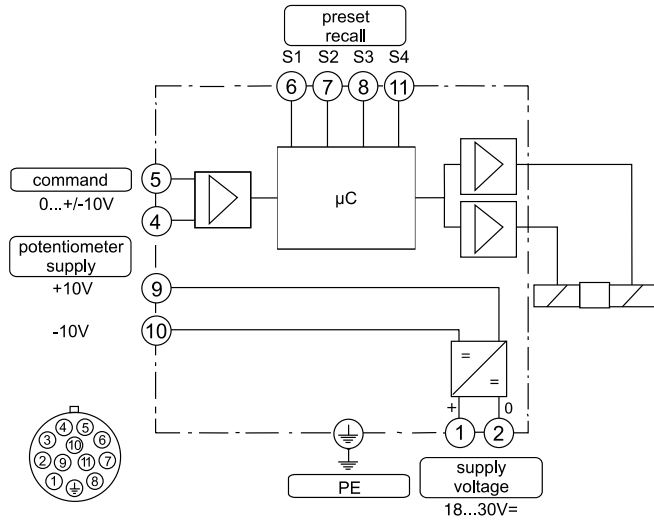 preset
recall
S1 S2 S3 S4
6 7 8 11
command
0...+/-10V
5
4
µC
potentiometer
supply
+10V
9
-10V
10
=
=
+ 0
1 2
PE
supply
voltage
18...30V=
4 5
3 10 6
2 9 11 7
1 8